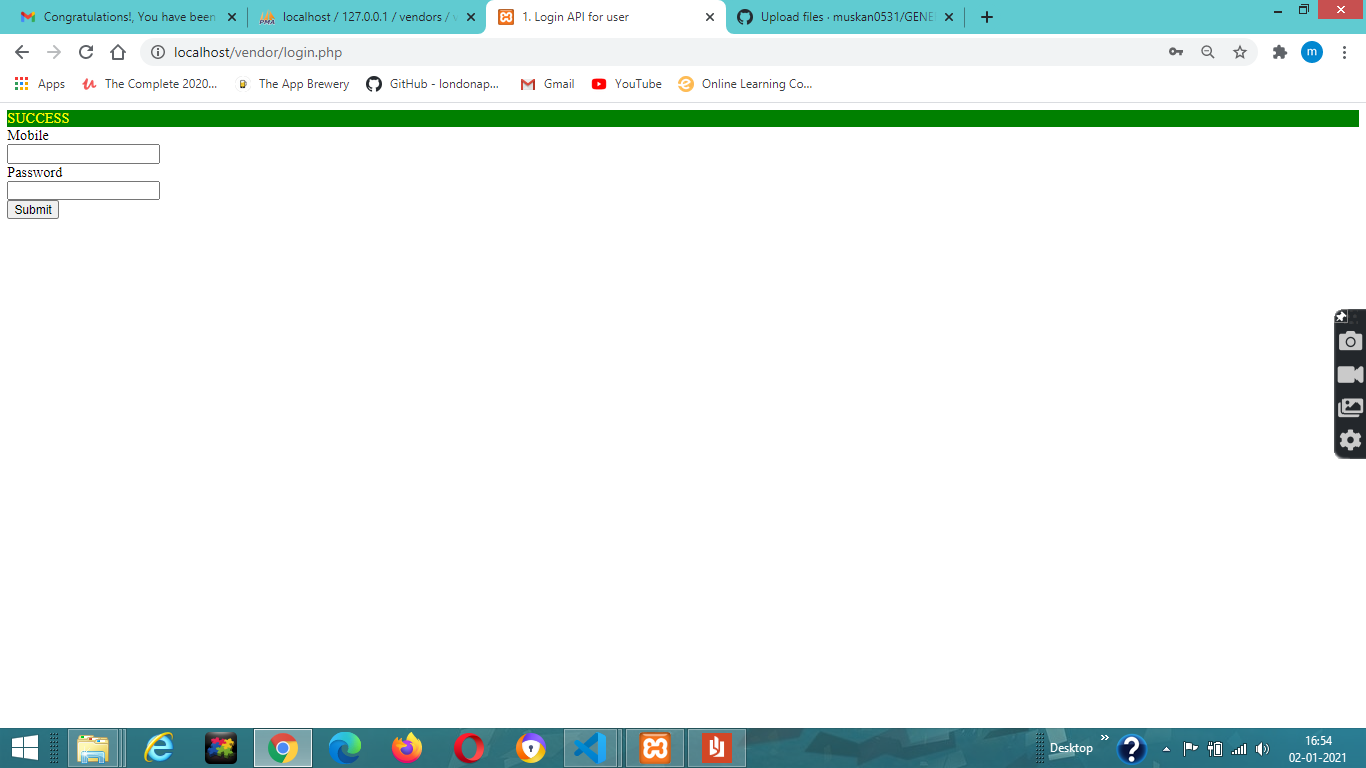 Congratulations!, You have been
localhost / 127.0.0.1 / vendors / v
1. Login API for user
Upload files · muskan0531/GENE
localhost/vendor/login.php
m
Apps
The Complete 2020...
The App Brewery
GitHub - londonap...
Gmail
YouTube
Online Learning Co...
SUCCESS
Mobile
Password
Submit
Desktop
16:54
02-01-2021